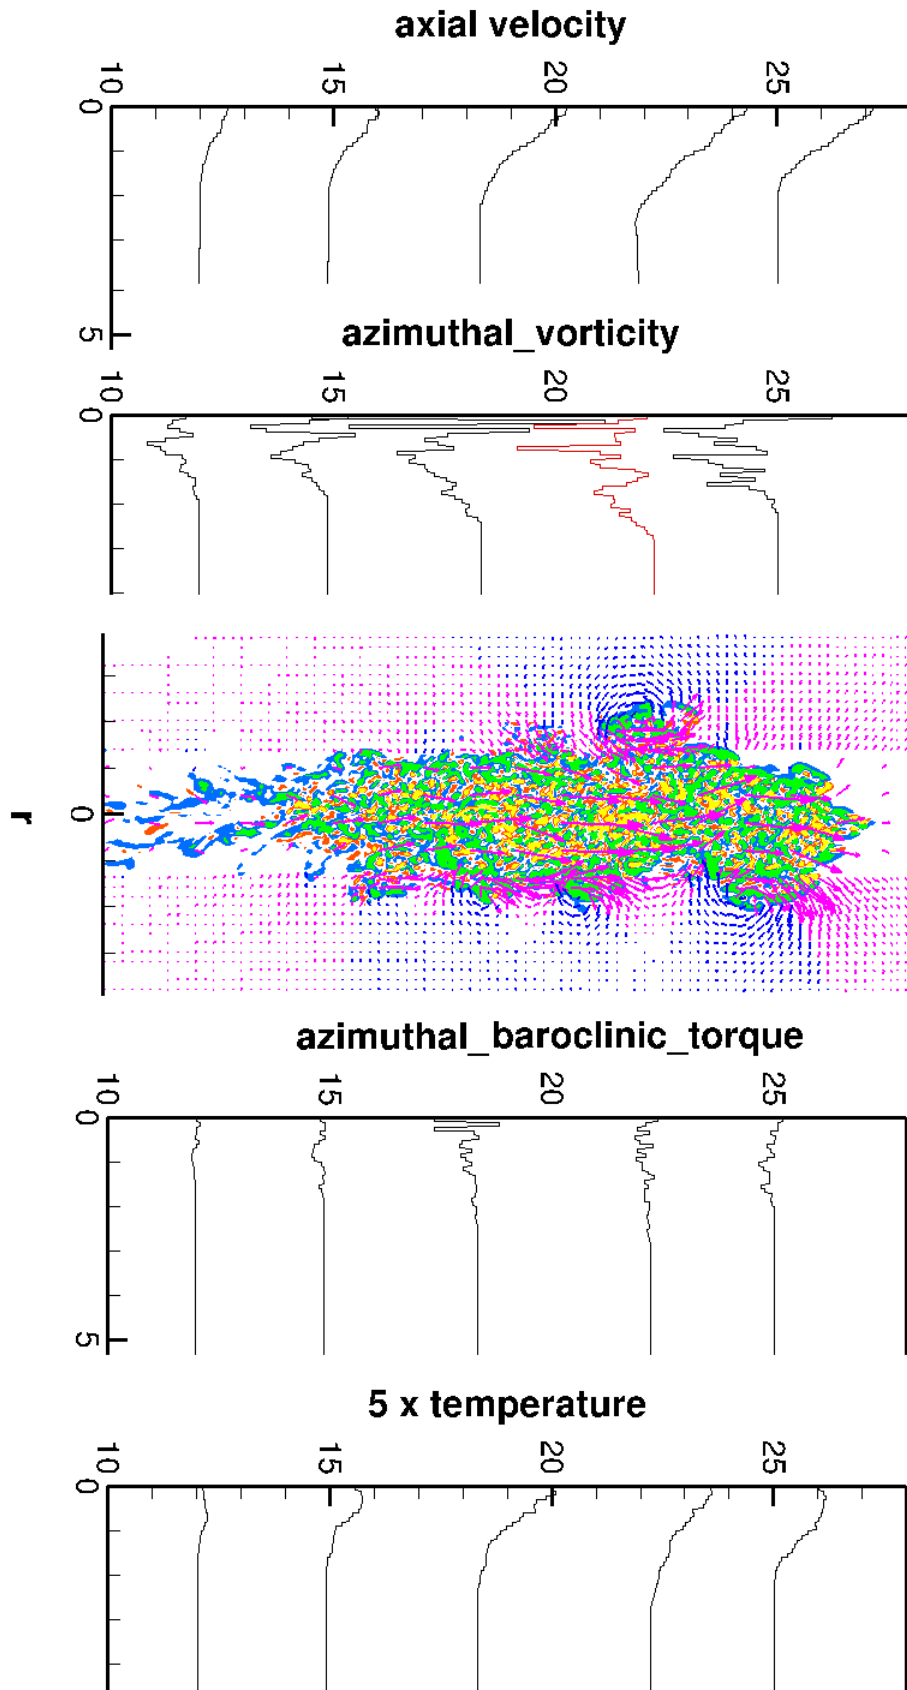 axial velocity
10 15 20 25
0
5
azimuthal_vorticity
10 15 20 25
0
0
r
azimuthal_baroclinic_torque
10 15 20 25
0
5
5 x temperature
10 15 20 25
0